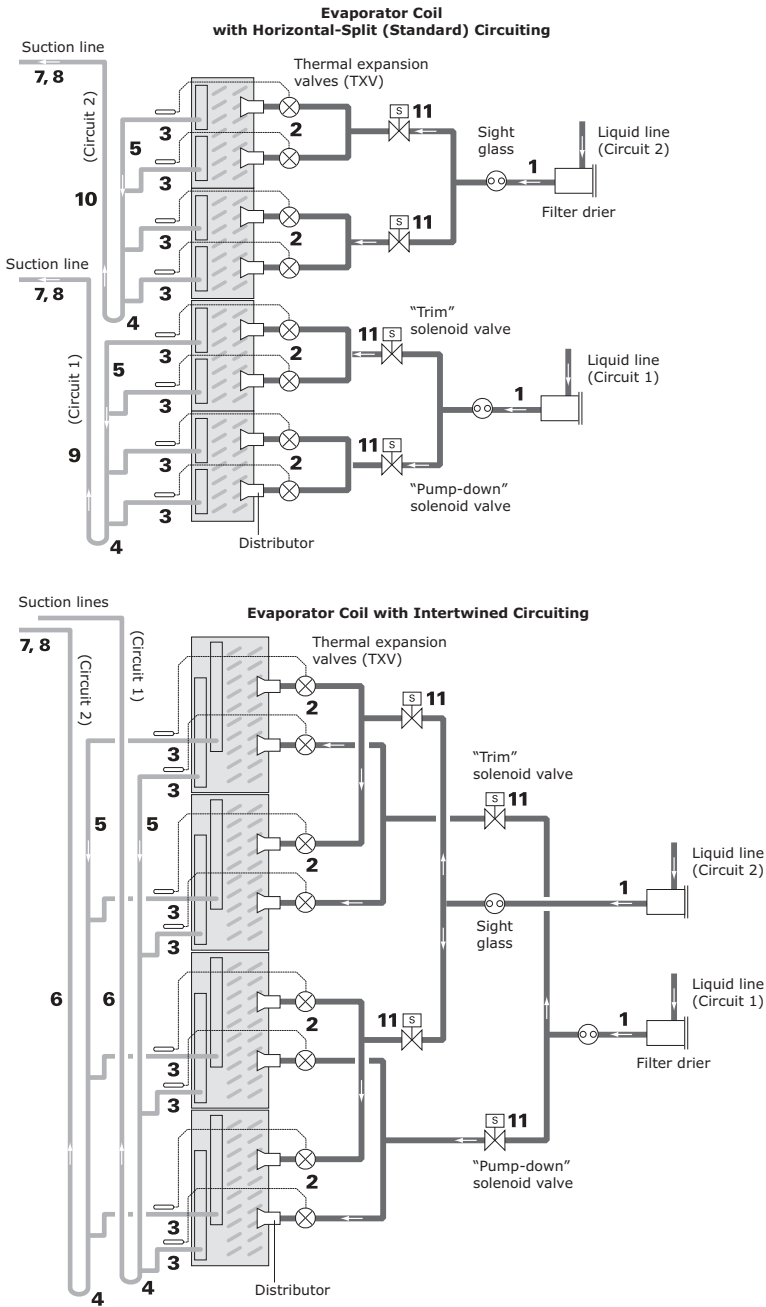 Evaporator Coil
with Horizontal-Split (Standard) Circuiting
Suction line
7, 8
(Circuit 2)
Thermal expansion
valves (TXV)
3
2
S
11
Sight
glass
1
Liquid line
(Circuit 2)
Filter drier
5
3
10
3
2
S
11
3
4
Suction line
7, 8
(Circuit 1)
5
3
2
11
S
"Trim"
solenoid valve
3
1
Liquid line
(Circuit 1)
9
3
2
11
S
"Pump-down"
solenoid valve
3
4
Distributor
Evaporator Coil with Intertwined Circuiting
Suction lines
7, 8
(Circuit 2)
(Circuit 1)
Thermal expansion
valves (TXV)
2
S
11
3
3
"Trim"
solenoid valve
S
11
5
5
2
3
3
Sight
glass
1
Liquid line
(Circuit 2)
6
6
2
11
S
3
3
1
Liquid line
(Circuit 1)
Filter drier
S
11
"Pump-down"
solenoid valve
2
3
3
4
4
Distributor